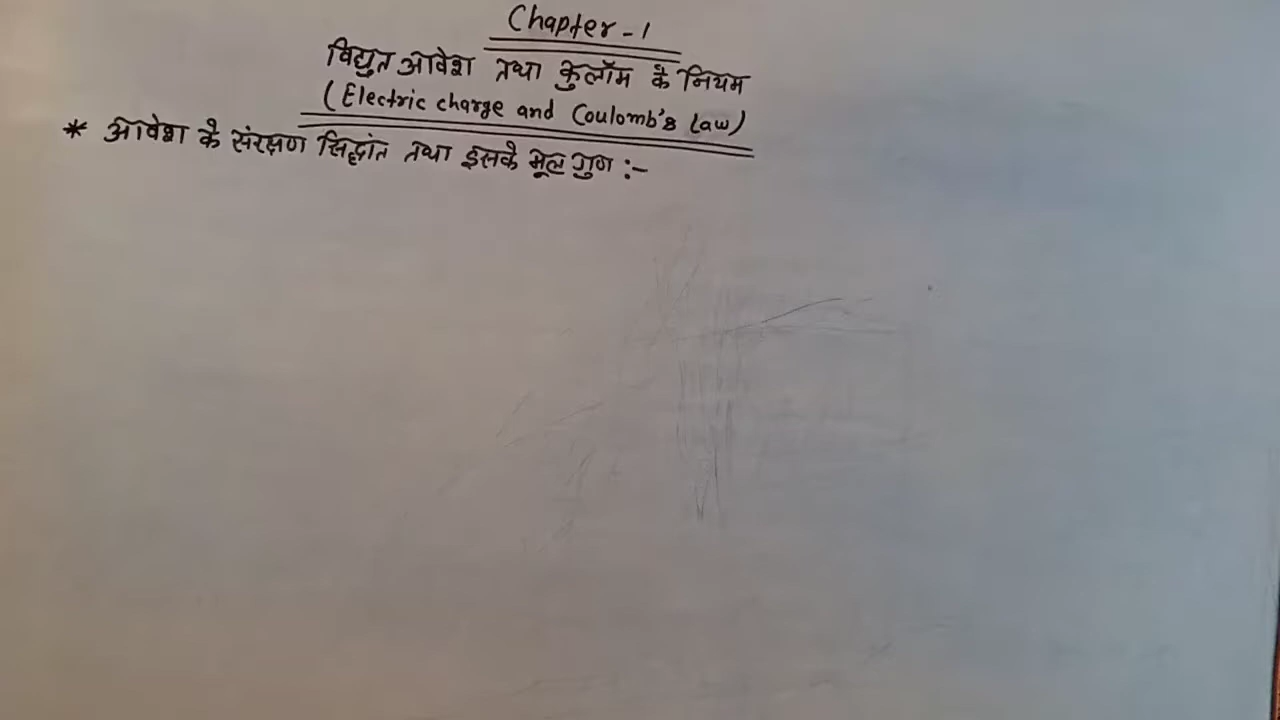 Chapter - 1
विद्युत आवेश तथा कुलॉम के नियम
(Electric charge and Coulomb's Law)
* आवेश के संरक्षण सिद्धांत तथा इसके मूल गुण :-